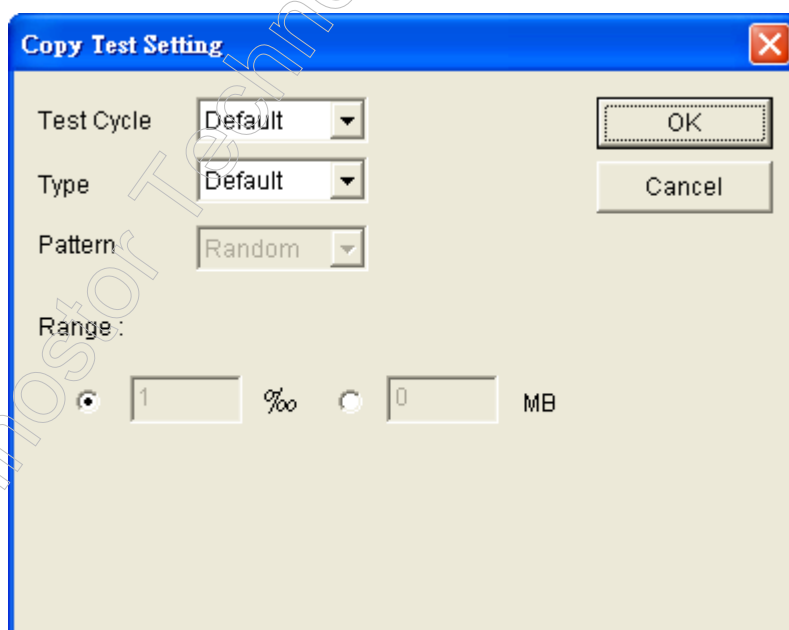 Copy Test Setting
Test Cycle Default OK
Type Default Cancel
Pattern Random
Range :
1 ‰ 0 MB